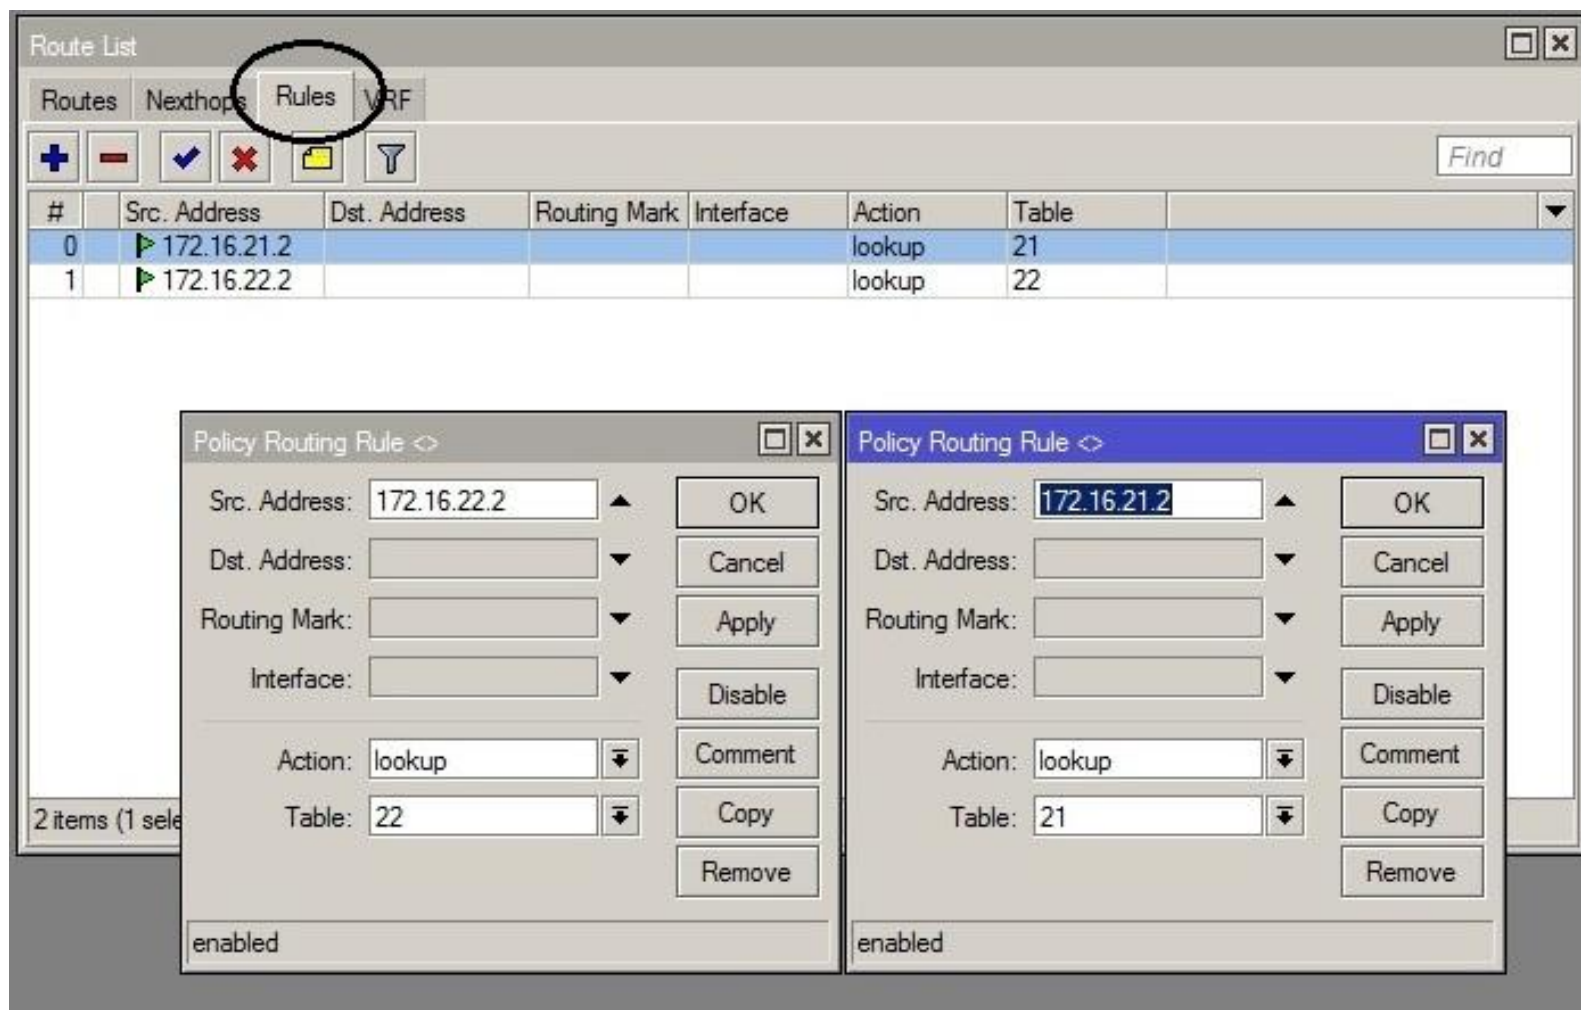 Route List
Routes Nexthops Rules VRF
Find
# Src. Address Dst. Address Routing Mark Interface Action Table
0 172.16.21.2 lookup 21
1 172.16.22.2 lookup 22
2 items (1 sele
Policy Routing Rule <>
Src. Address: 172.16.22.2 OK
Dst. Address: Cancel
Routing Mark: Apply
Interface: Disable
Action: lookup Comment
Table: 22 Copy
Remove
enabled
Policy Routing Rule <>
Src. Address: 172.16.21.2 OK
Dst. Address: Cancel
Routing Mark: Apply
Interface: Disable
Action: lookup Comment
Table: 21 Copy
Remove
enabled